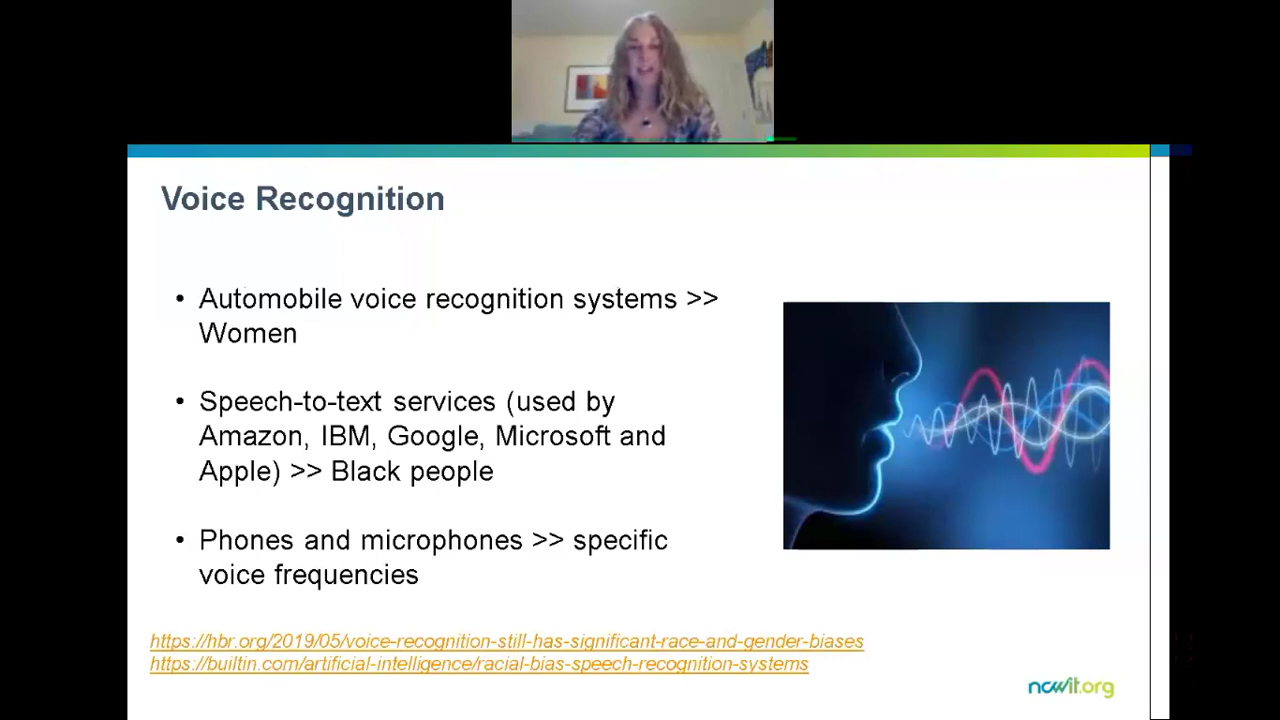 Voice Recognition
• Automobile voice recognition systems >>
Women
• Speech-to-text services (used by
Amazon, IBM, Google, Microsoft and
Apple) >> Black people
• Phones and microphones >> specific
voice frequencies
https://hbr.org/2019/05/voice-recognition-still-has-significant-race-and-gender-biases
https://builtin.com/artificial-intelligence/racial-bias-speech-recognition-systems
ncwit.org